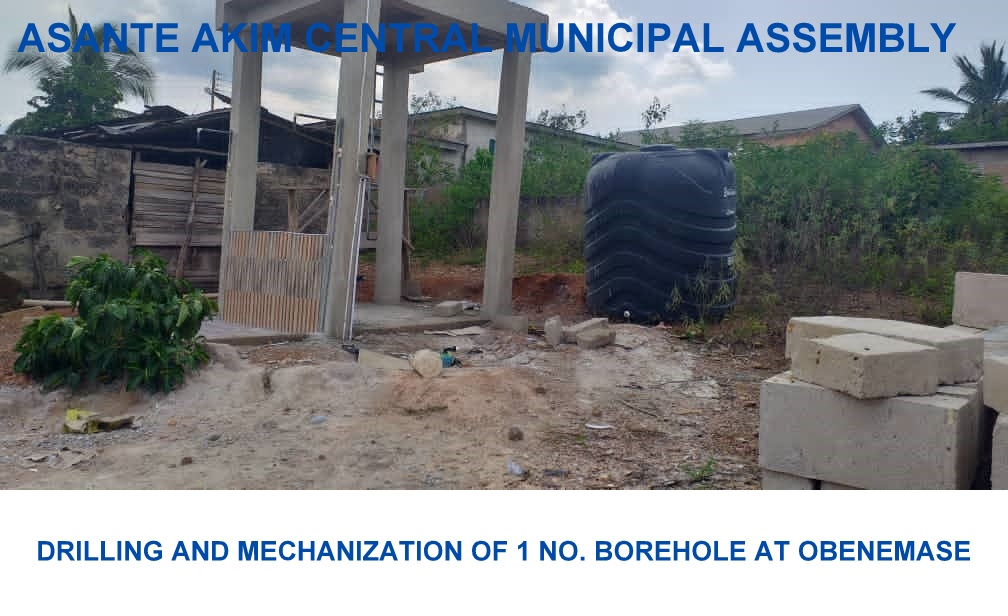 ASANTE AKIM CENTRAL MUNICIPAL ASSEMBLY
DRILLING AND MECHANIZATION OF 1 NO. BOREHOLE AT OBENEMASE